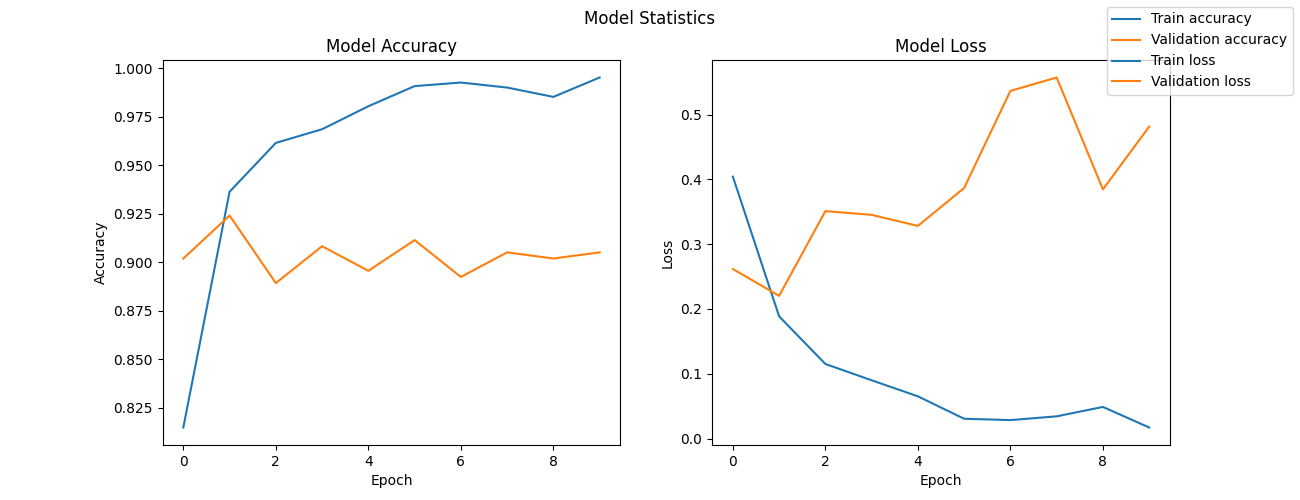 Model Statistics
Train accuracy
Validation accuracy
Train loss
Validation loss
Model Accuracy
1.000
0.975
0.950
0.925
0.900
0.875
0.850
0.825
Accuracy
0 2 4 6 8
Epoch
Model Loss
0.5
0.4
0.3
0.2
0.1
0.0
Loss
0 2 4 6 8
Epoch